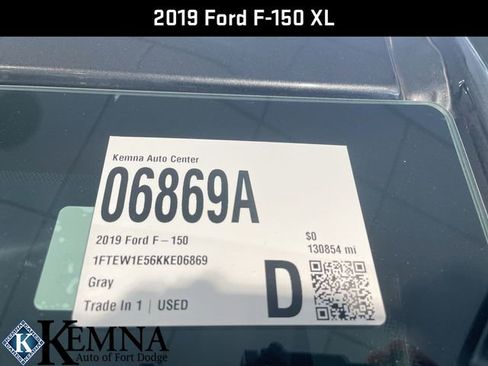 2019 Ford F-150 XL
Kemna Auto Center
06869A
2019 Ford F-150
$0
130854 mi
1FTEW1E56KKE06869
Gray
Trade In 1 | USED
D
K
KEMNA
Auto of Fort Dodge